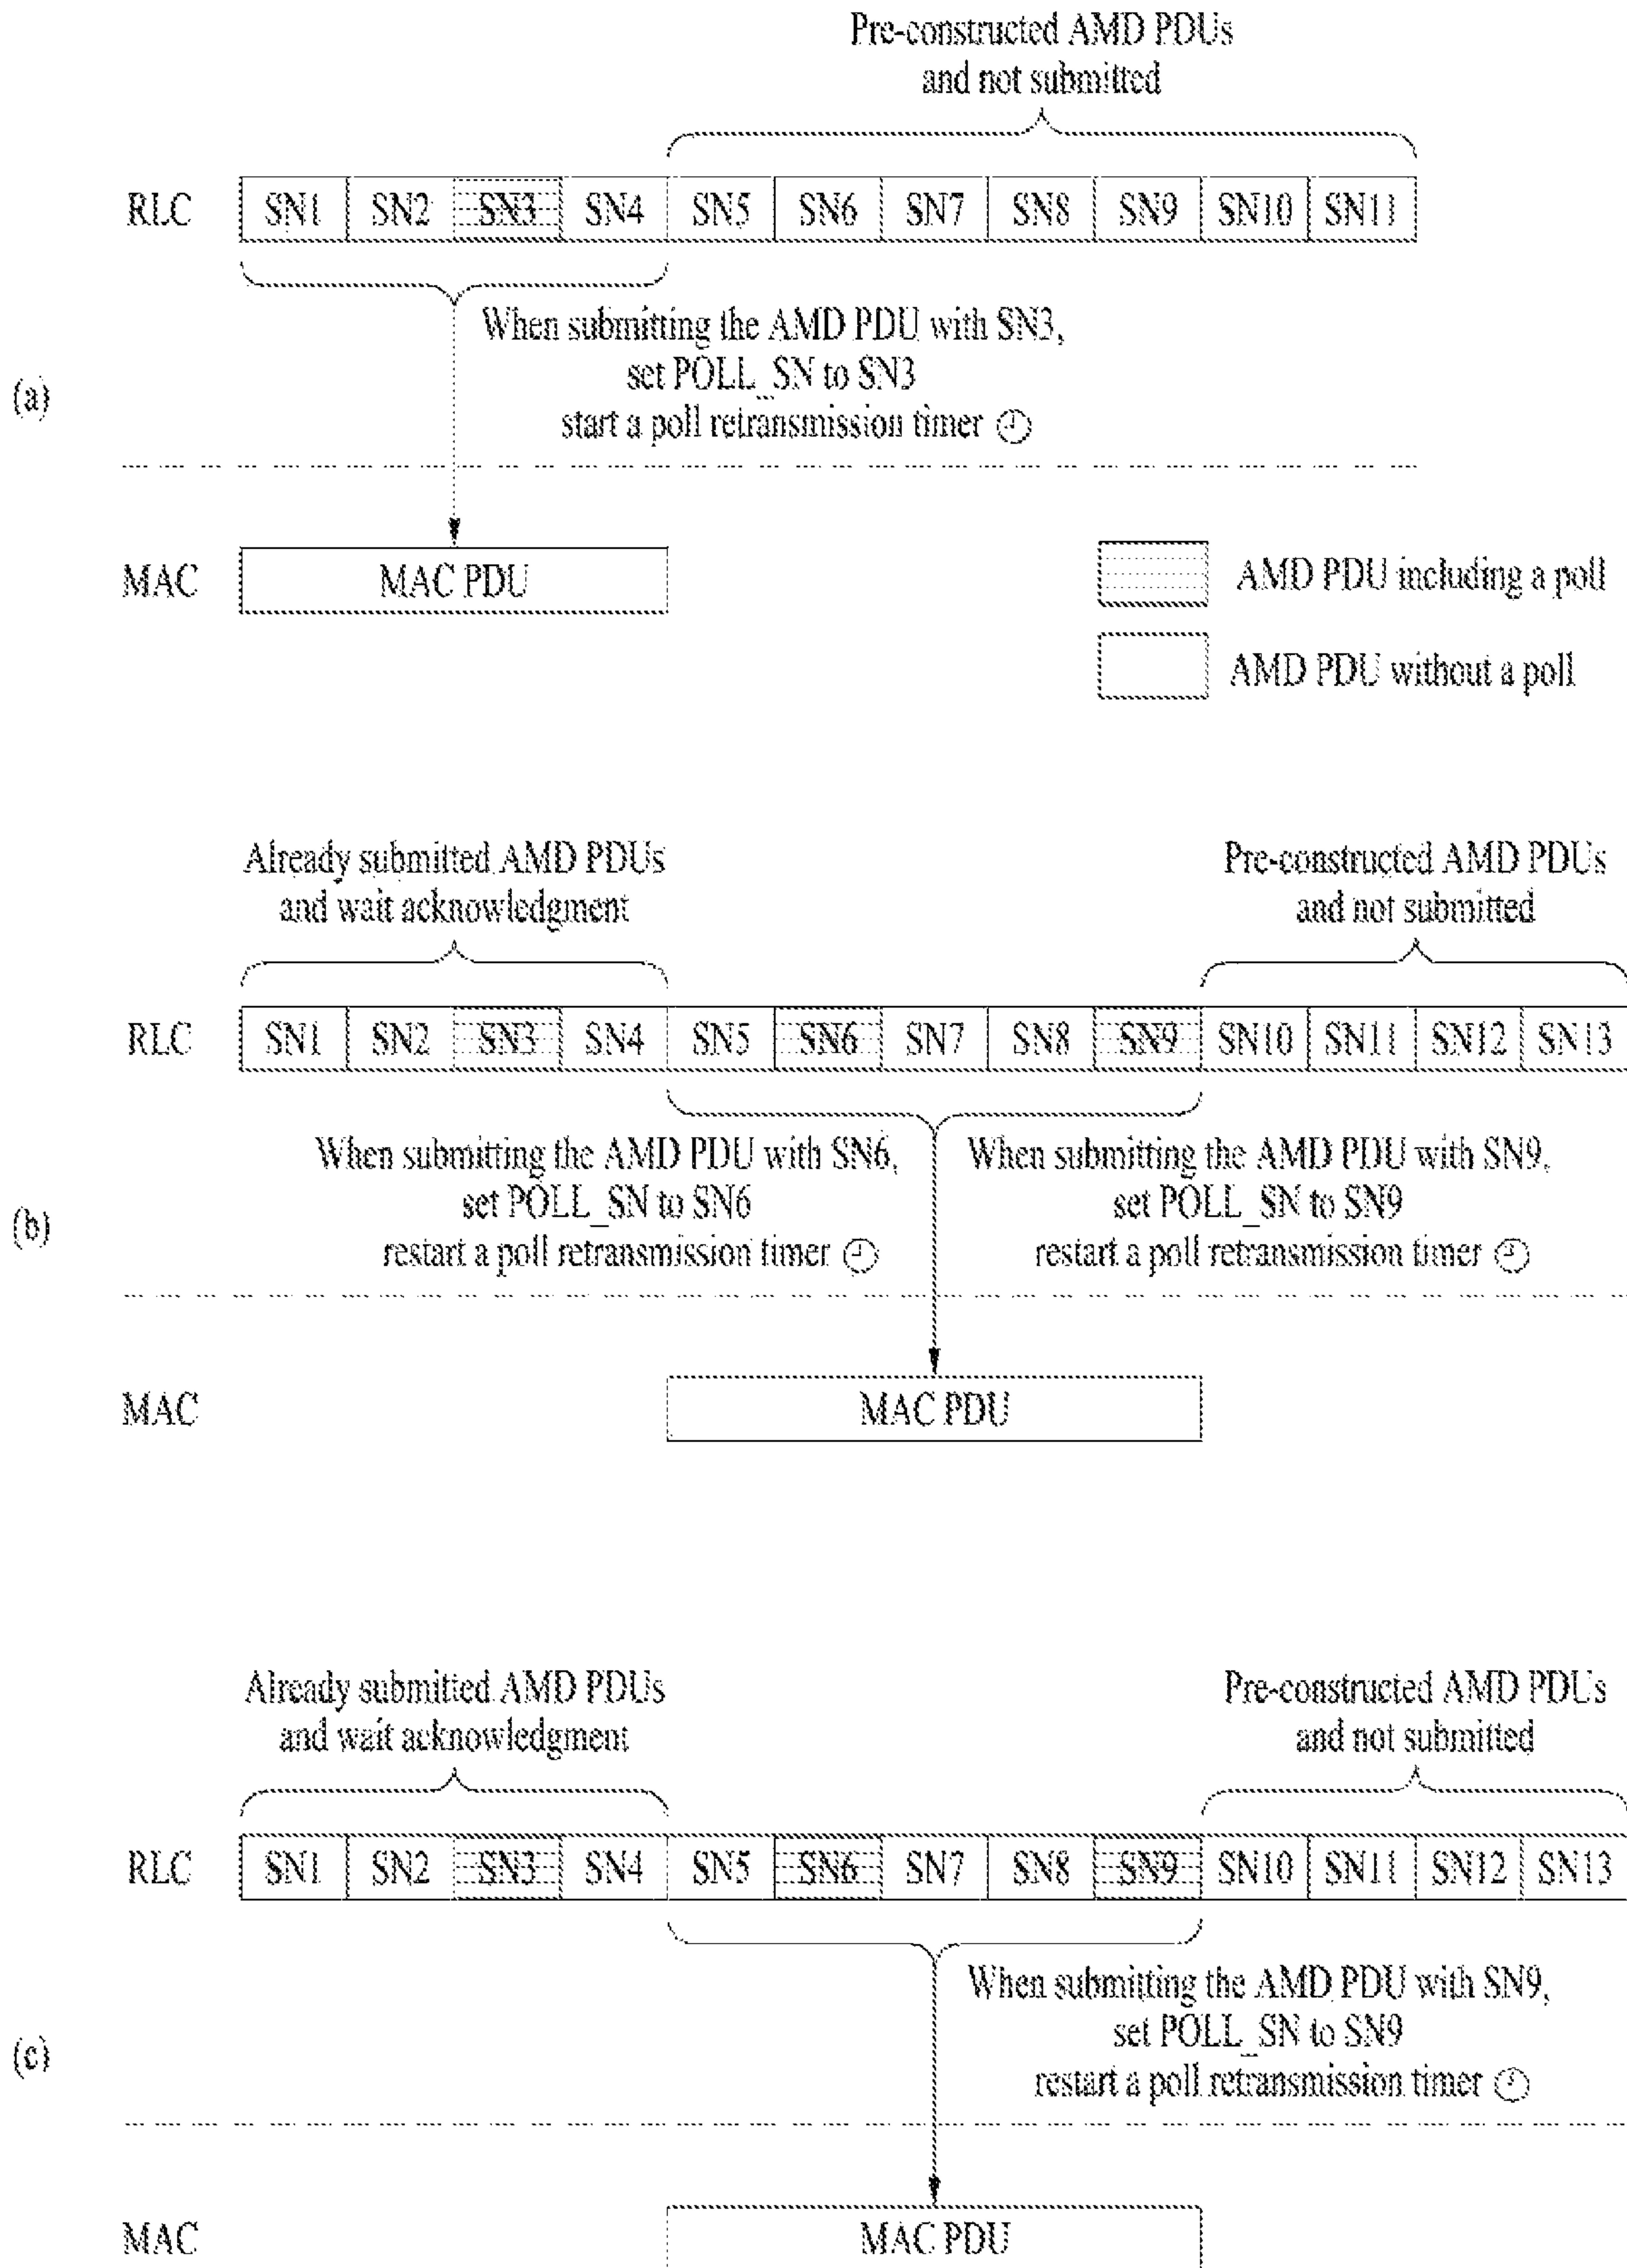 Pre-constructed AMD PDUs
and not submitted
RLC SN1 SN2 SN3 SN4 SN5 SN6 SN7 SN8 SN9 SN10 SN11
When submitting the AMD PDU with SN3,
set POLL_SN to SN3
start a poll retransmission timer
(a)
MAC MAC PDU
AMD PDU including a poll
AMD PDU without a poll
Already submitted AMD PDUs
and wait acknowledgment
Pre-constructed AMD PDUs
and not submitted
RLC SN1 SN2 SN3 SN4 SN5 SN6 SN7 SN8 SN9 SN10 SN11 SN12 SN13
When submitting the AMD PDU with SN6,
set POLL_SN to SN6
restart a poll retransmission timer
When submitting the AMD PDU with SN9,
set POLL_SN to SN9
restart a poll retransmission timer
(b)
MAC MAC PDU
Already submitted AMD PDUs
and wait acknowledgment
Pre-constructed AMD PDUs
and not submitted
RLC SN1 SN2 SN3 SN4 SN5 SN6 SN7 SN8 SN9 SN10 SN11 SN12 SN13
When submitting the AMD PDU with SN9,
set POLL_SN to SN9
restart a poll retransmission timer
(c)
MAC MAC PDU